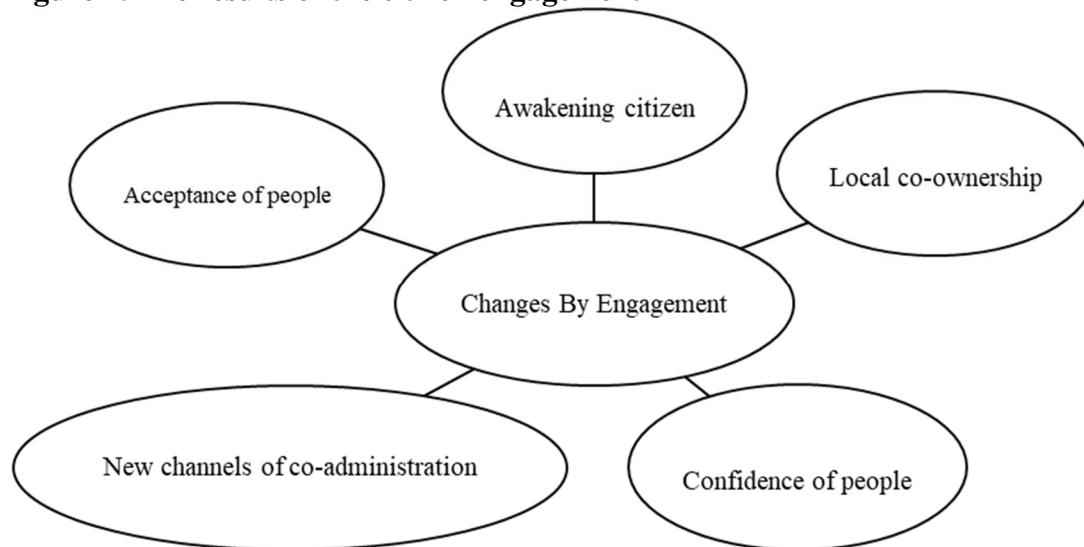 Awakening citizen
Acceptance of people
Local co-ownership
Changes By Engagement
New channels of co-administration
Confidence of people